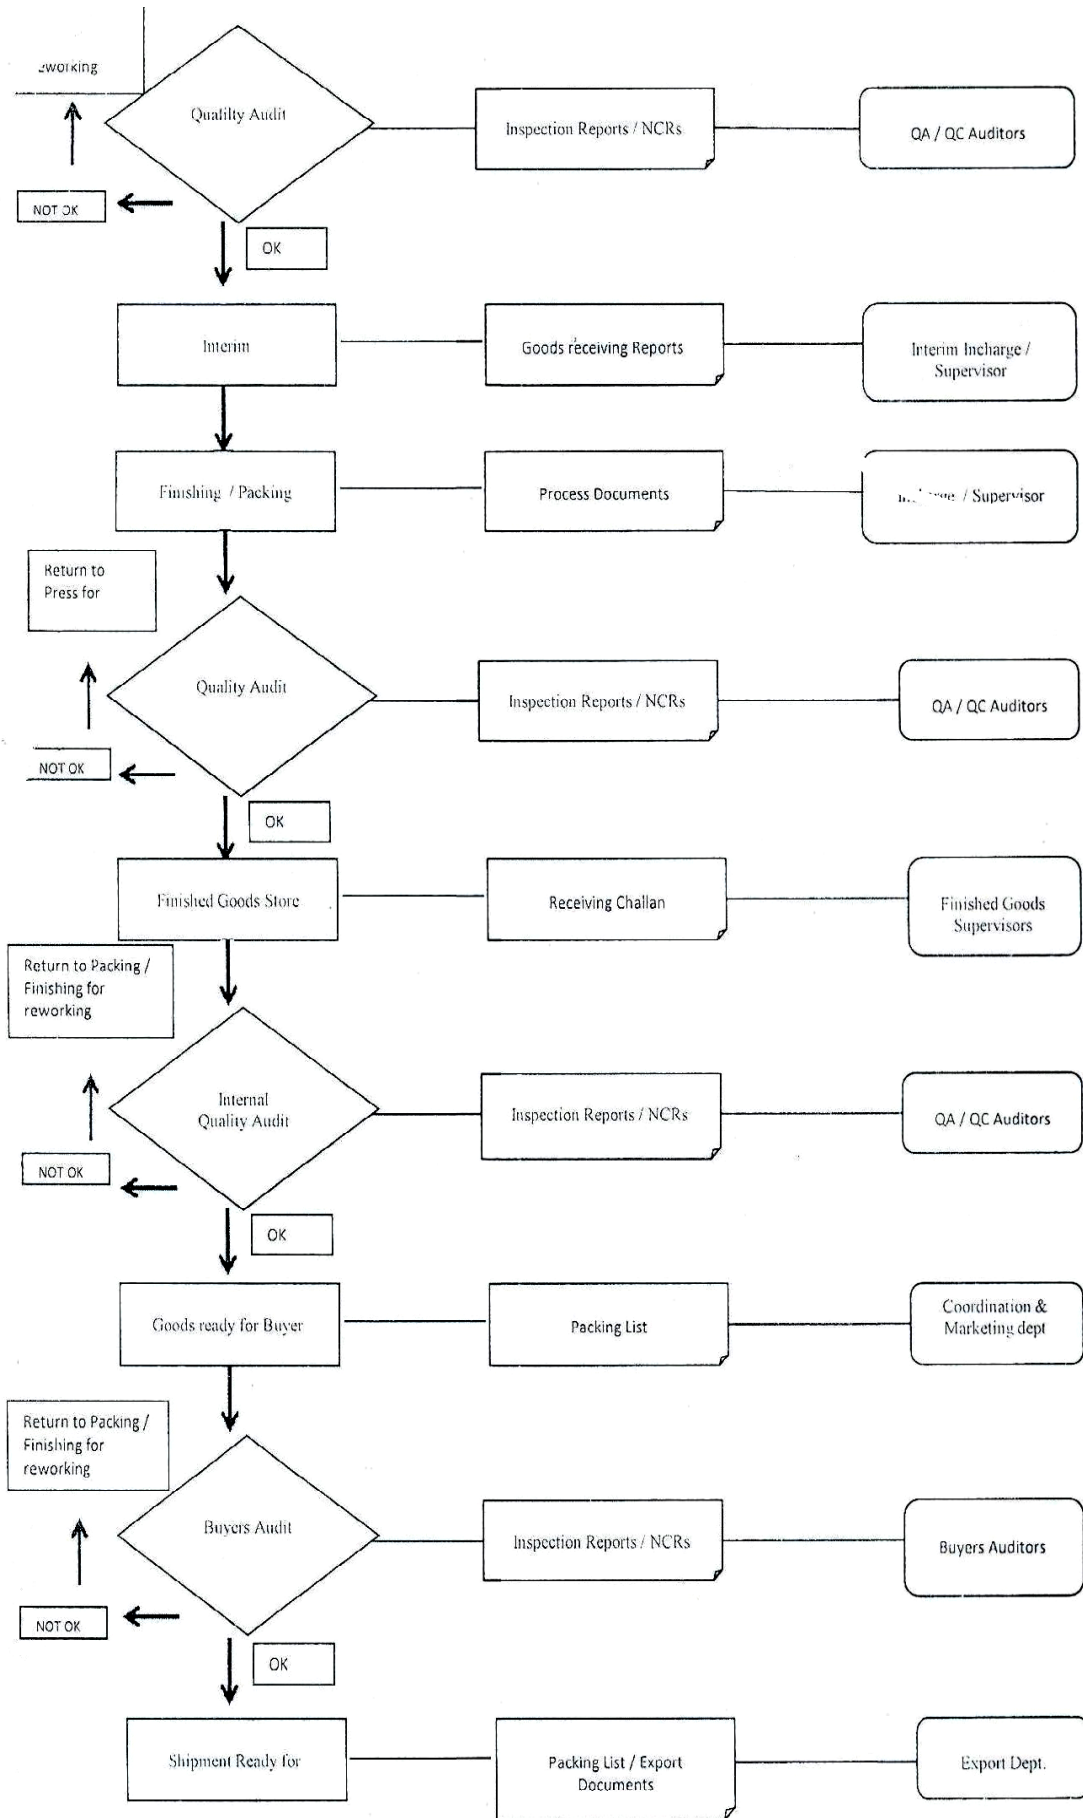 Qualilty Audit
Inspection Reports / NCRs
QA / QC Auditors
NOT OK
OK
Interim
Goods receiving Reports
Interim Incharge /
Supervisor
Finishing / Packing
Process Documents
/ Supervisor
Return to
Press for
Quality Audit
Inspection Reports / NCRs
QA / QC Auditors
NOT OK
OK
Finished Goods Store
Receiving Challan
Finished Goods
Supervisors
Return to Packing /
Finishing for
reworking
Internal
Quality Audit
Inspection Reports / NCRs
QA / QC Auditors
NOT OK
OK
Goods ready for Buyer
Packing List
Coordination &
Marketing dept
Return to Packing /
Finishing for
reworking
Buyers Audit
Inspection Reports / NCRs
Buyers Auditors
NOT OK
OK
Shipment Ready for
Packing List / Export
Documents
Export Dept.